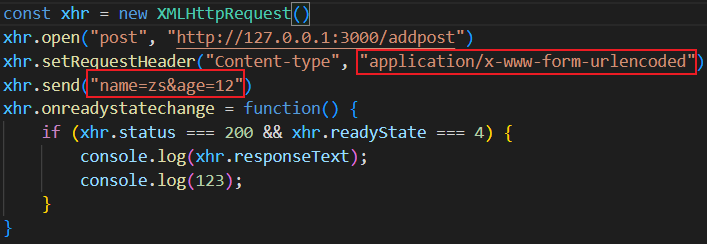 const xhr = new XMLHttpRequest()
xhr.open("post", "http://127.0.0.1:3000/addpost")
xhr.setRequestHeader("Content-type", "application/x-www-form-urlencoded")
xhr.send("name=zs&age=12")
xhr.onreadystatechange = function() {
    if (xhr.status === 200 && xhr.readyState === 4) {
        console.log(xhr.responseText);
        console.log(123);
    }
}